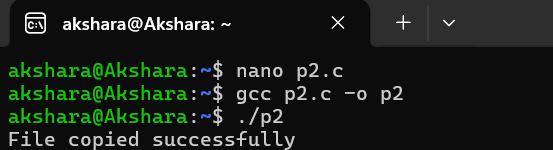 akshara@Akshara: ~
akshara@Akshara:~$ nano p2.c
akshara@Akshara:~$ gcc p2.c -o p2
akshara@Akshara:~$ ./p2
File copied successfully